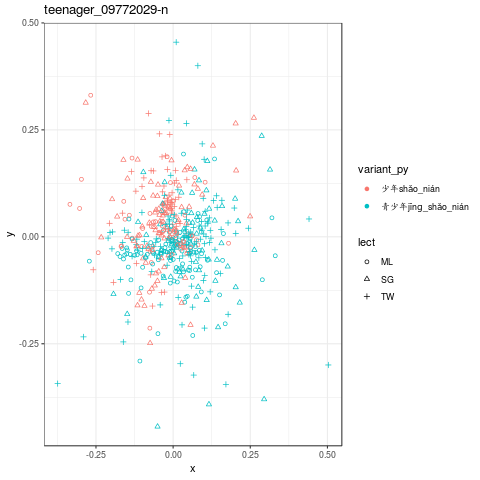 teenager_09772029-n
0.50
0.25
0.00
-0.25
y
-0.25
0.00
0.25
0.50
x
variant_py
少年shǎo_nián
青少年jīng_shǎo_nián
lect
ML
SG
TW